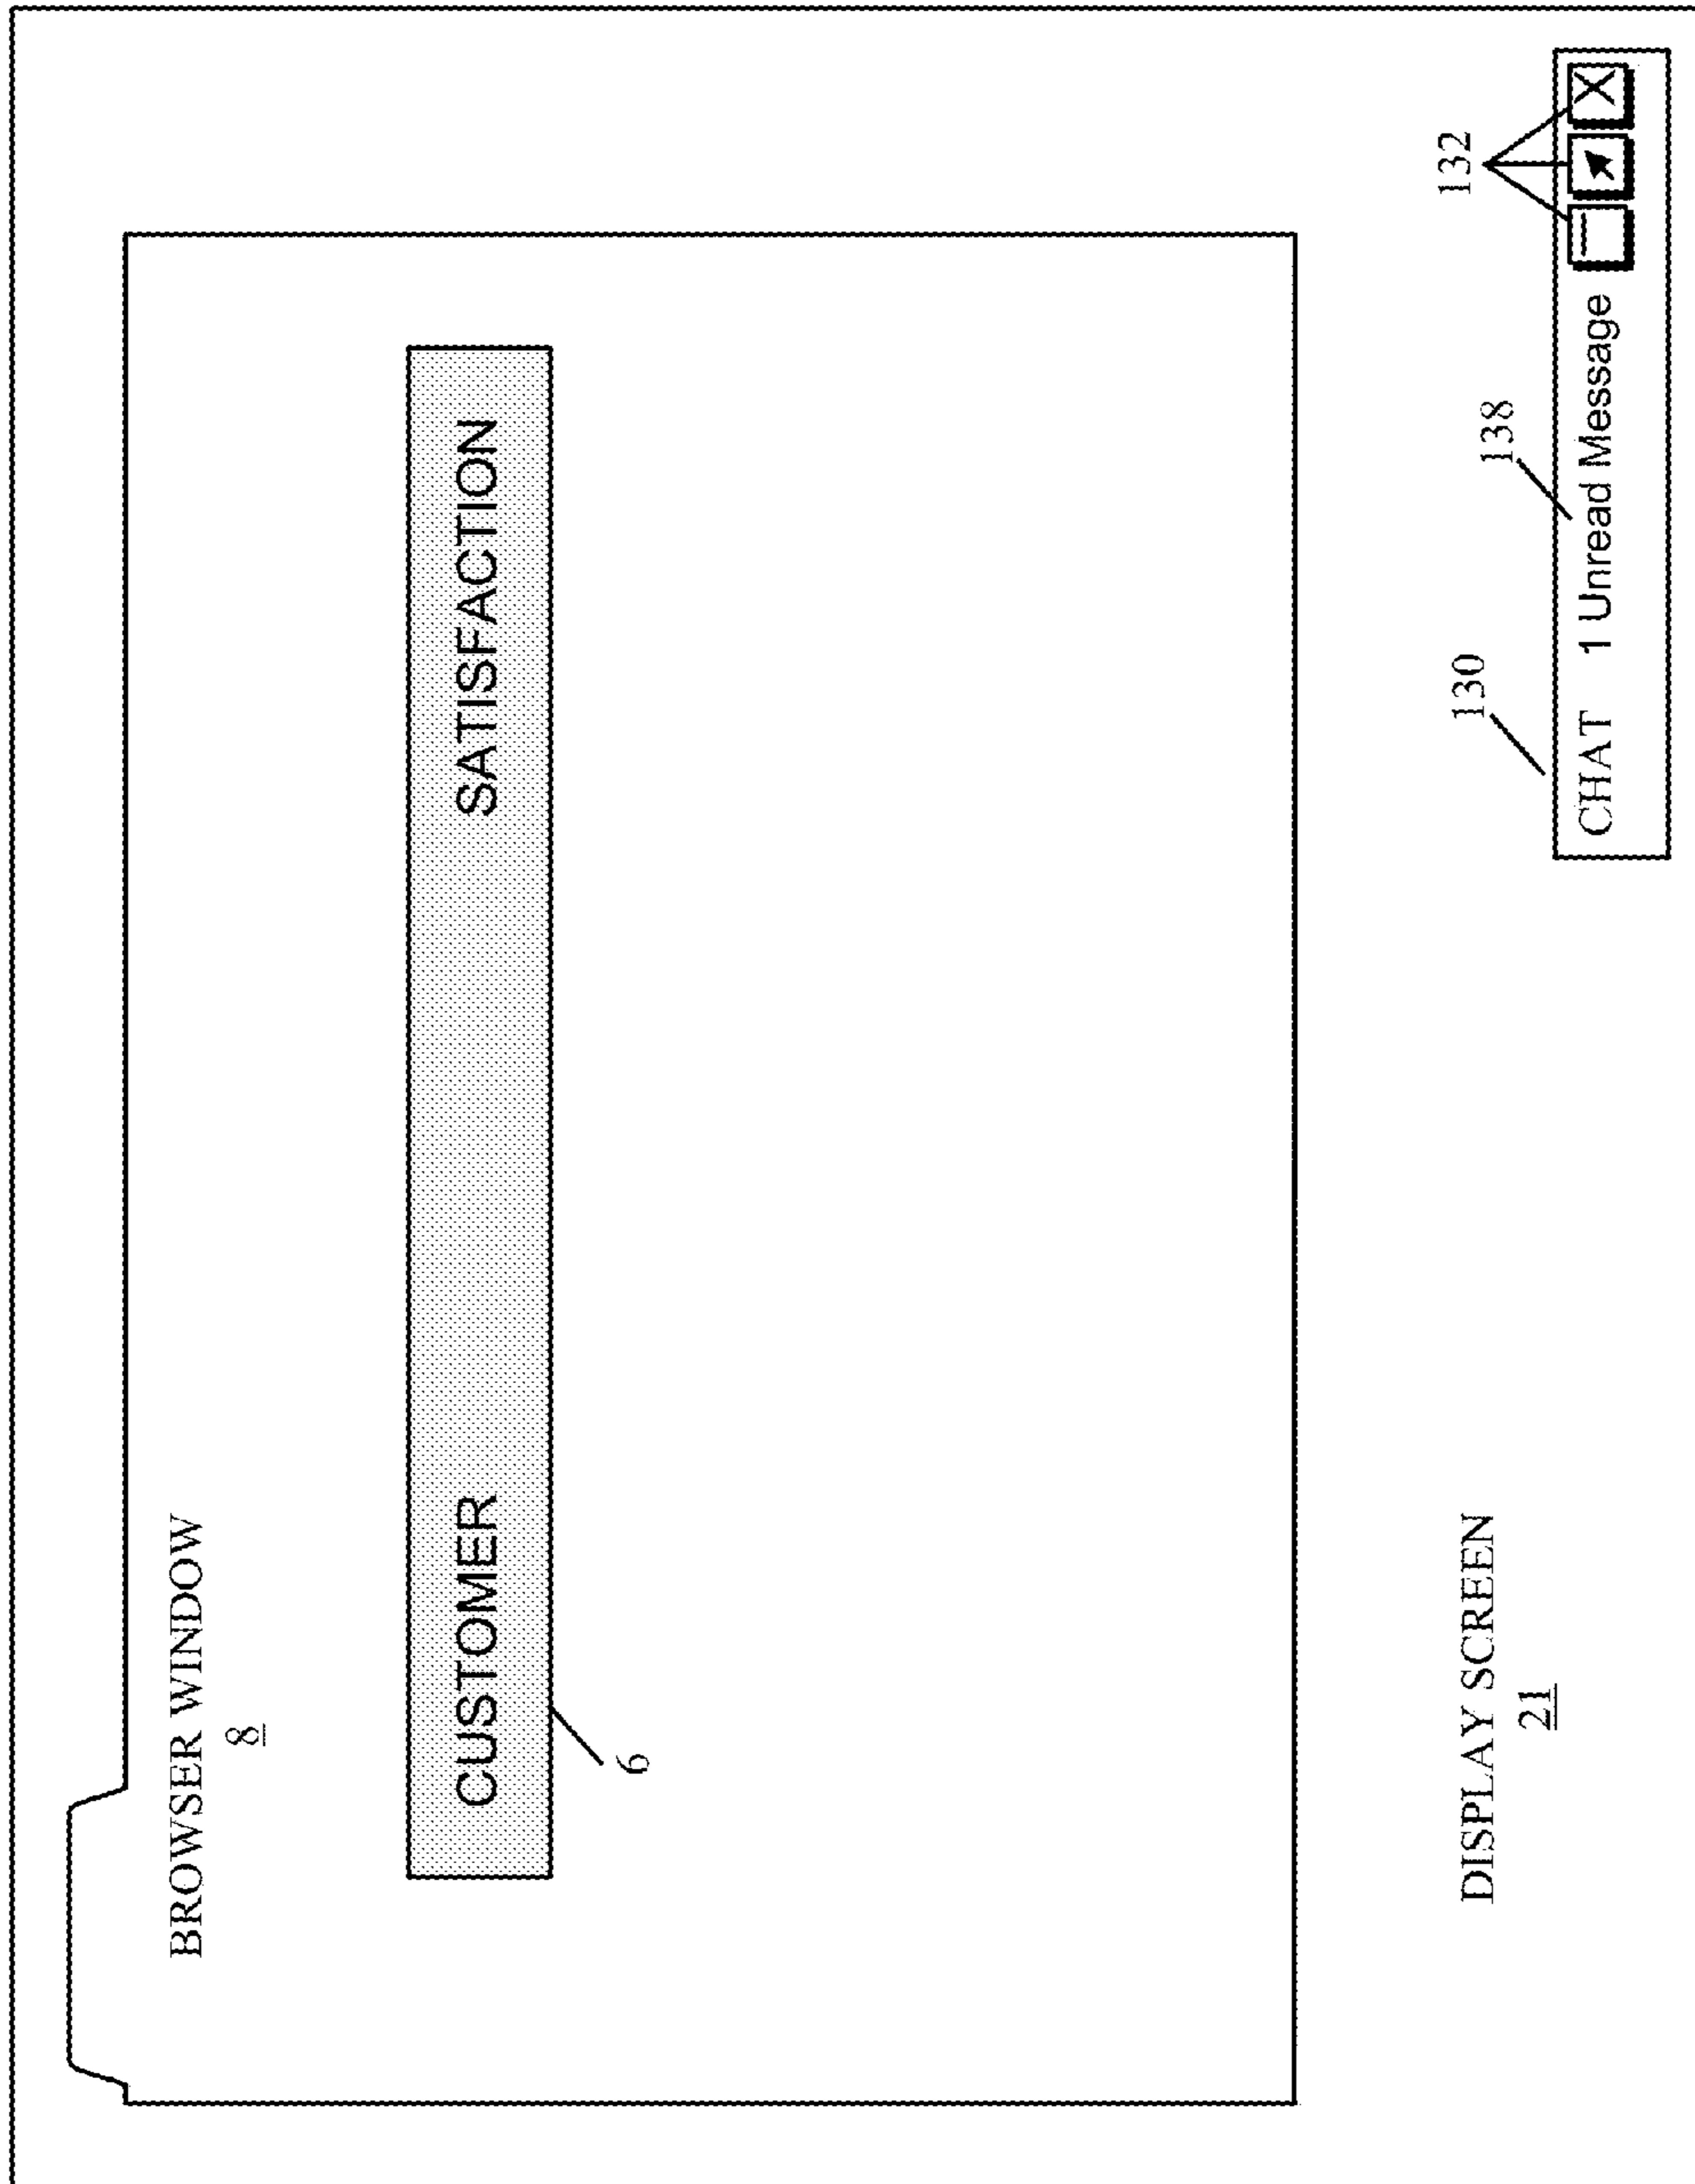 BROWSER WINDOW
8
CUSTOMER SATISFACTION
6
DISPLAY SCREEN
21
130
138
132
CHAT 1 Unread Message X